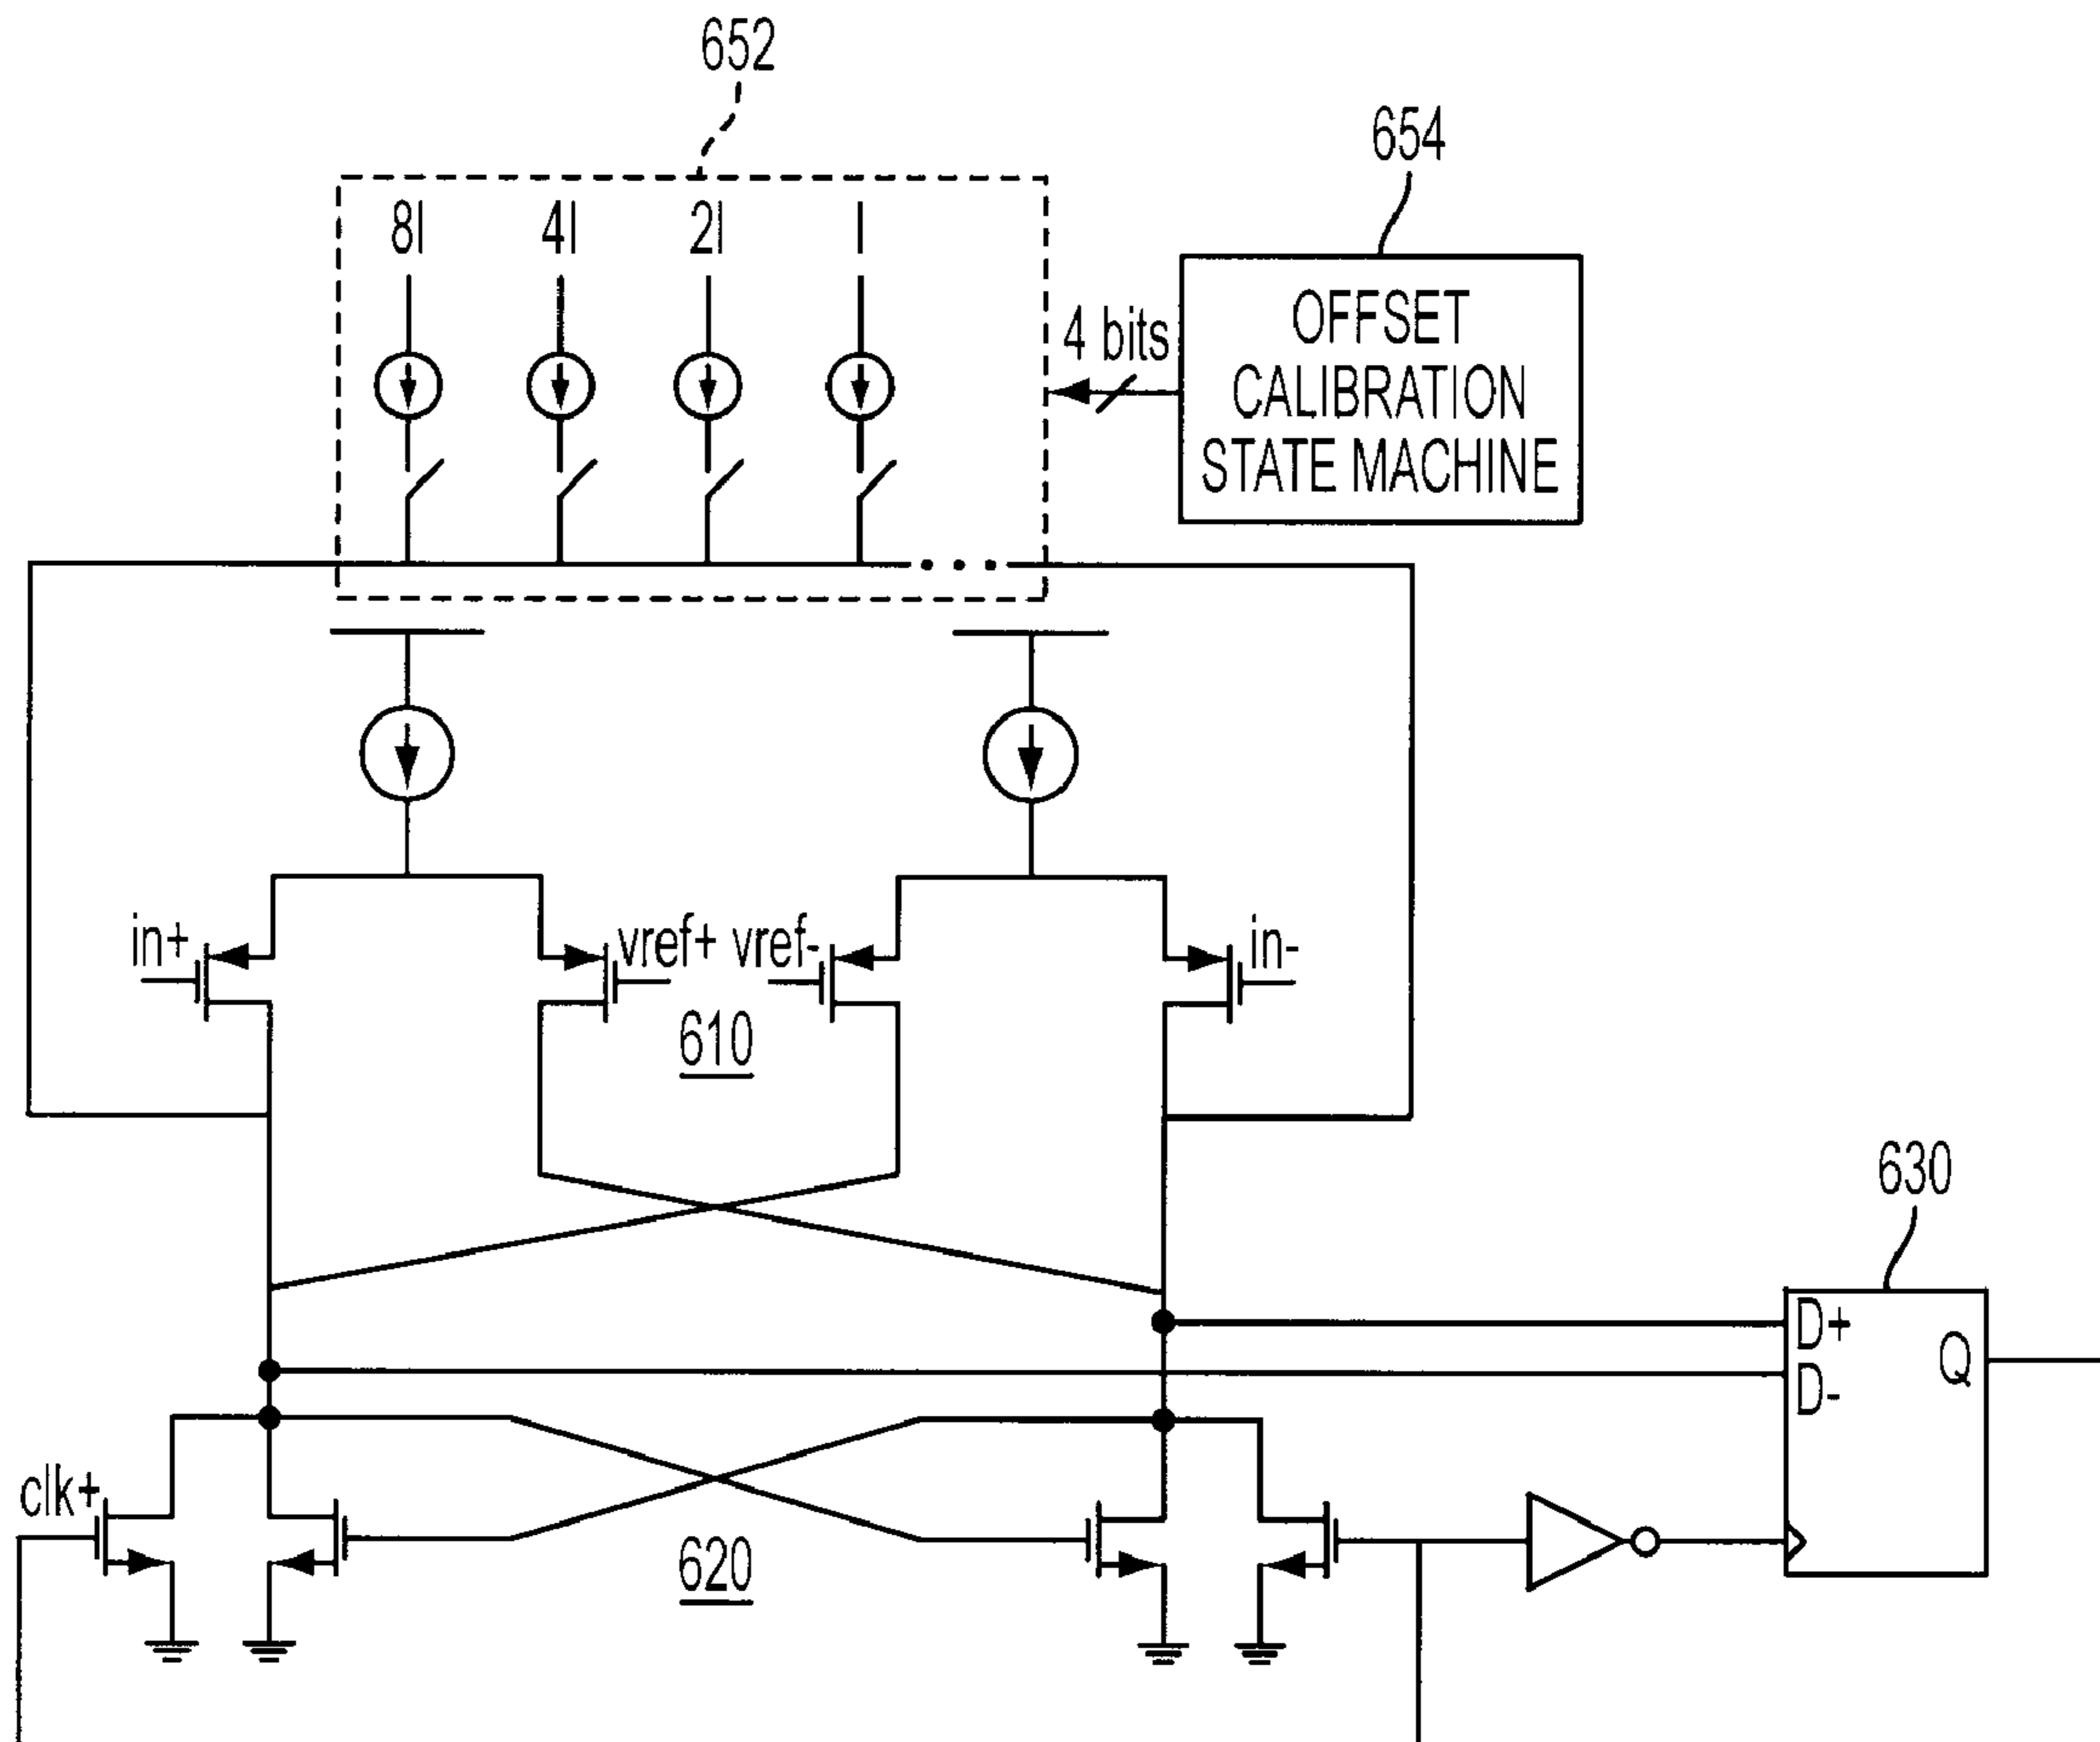 652
654
8I 4I 2I I
4 bits
OFFSET
CALIBRATION
STATE MACHINE
in+
vref+
vref-
in-
610
630
D+
D-
Q
clk+
620